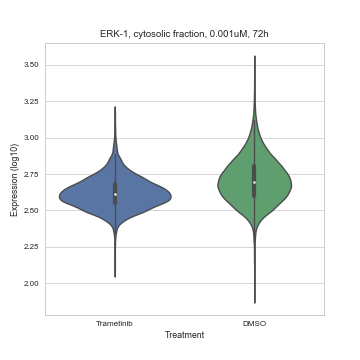 ERK-1, cytosolic fraction, 0.001uM, 72h
3.50
3.25
3.00
2.75
2.50
2.25
2.00
Expression (log10)
Trametinib DMSO
Treatment